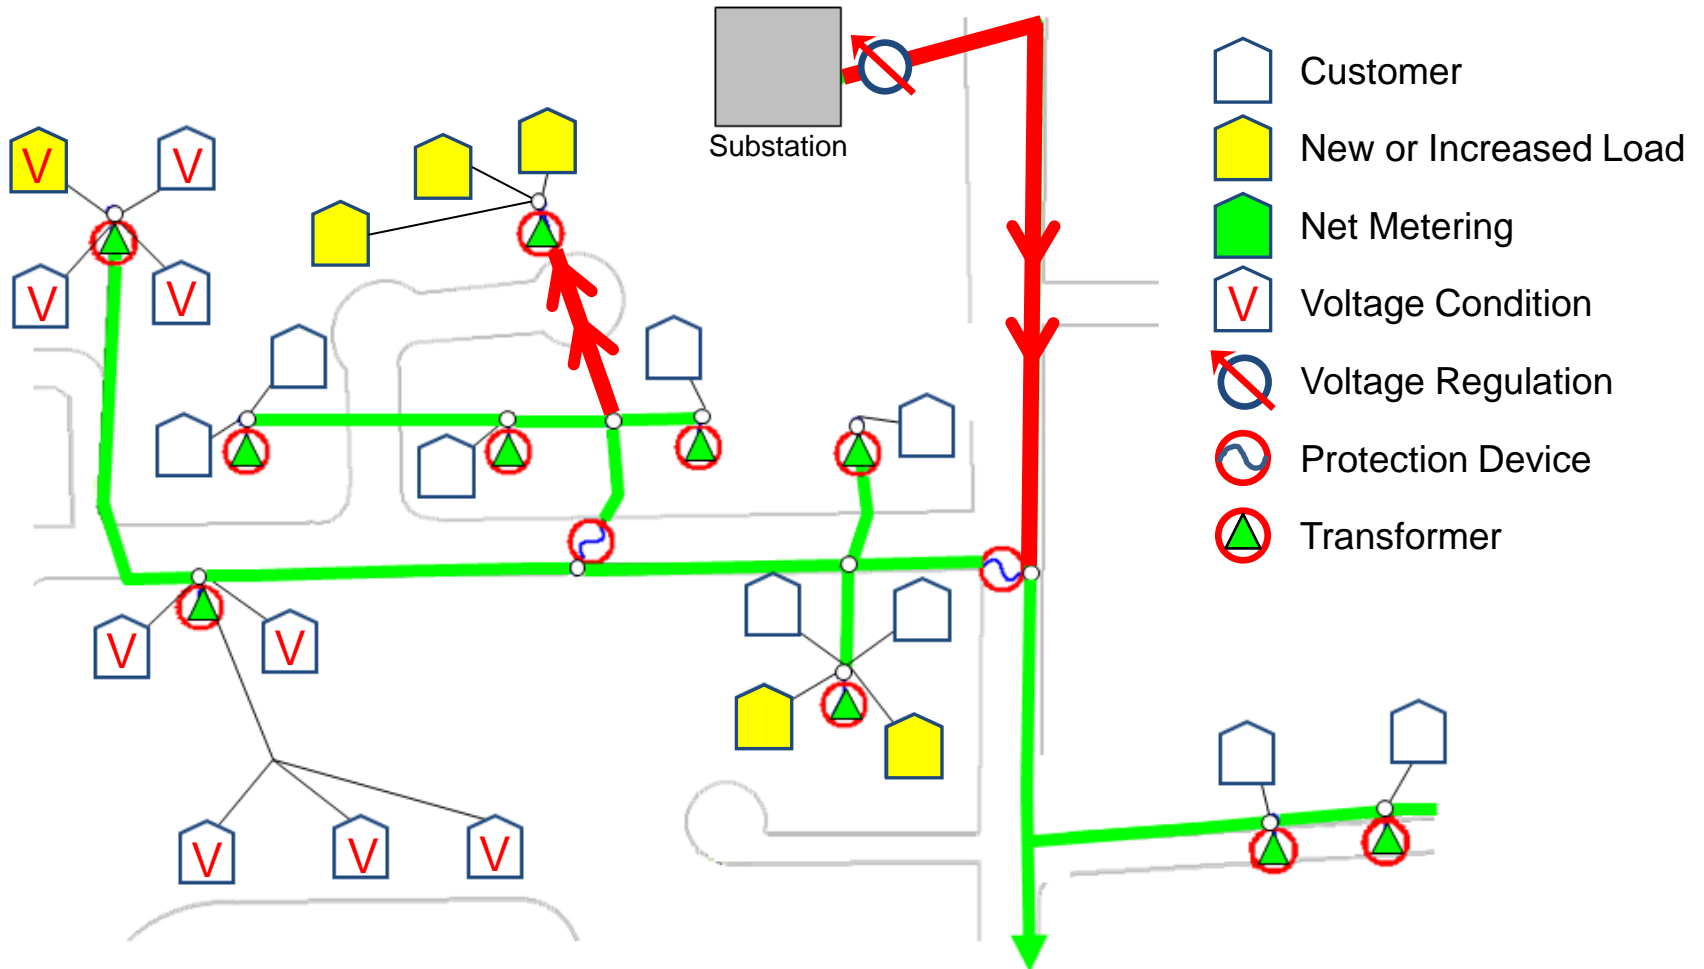 Substation
Customer
New or Increased Load
Net Metering
V
Voltage Condition
Voltage Regulation
Protection Device
Transformer
V
V
V
V
V
V
V
V
V